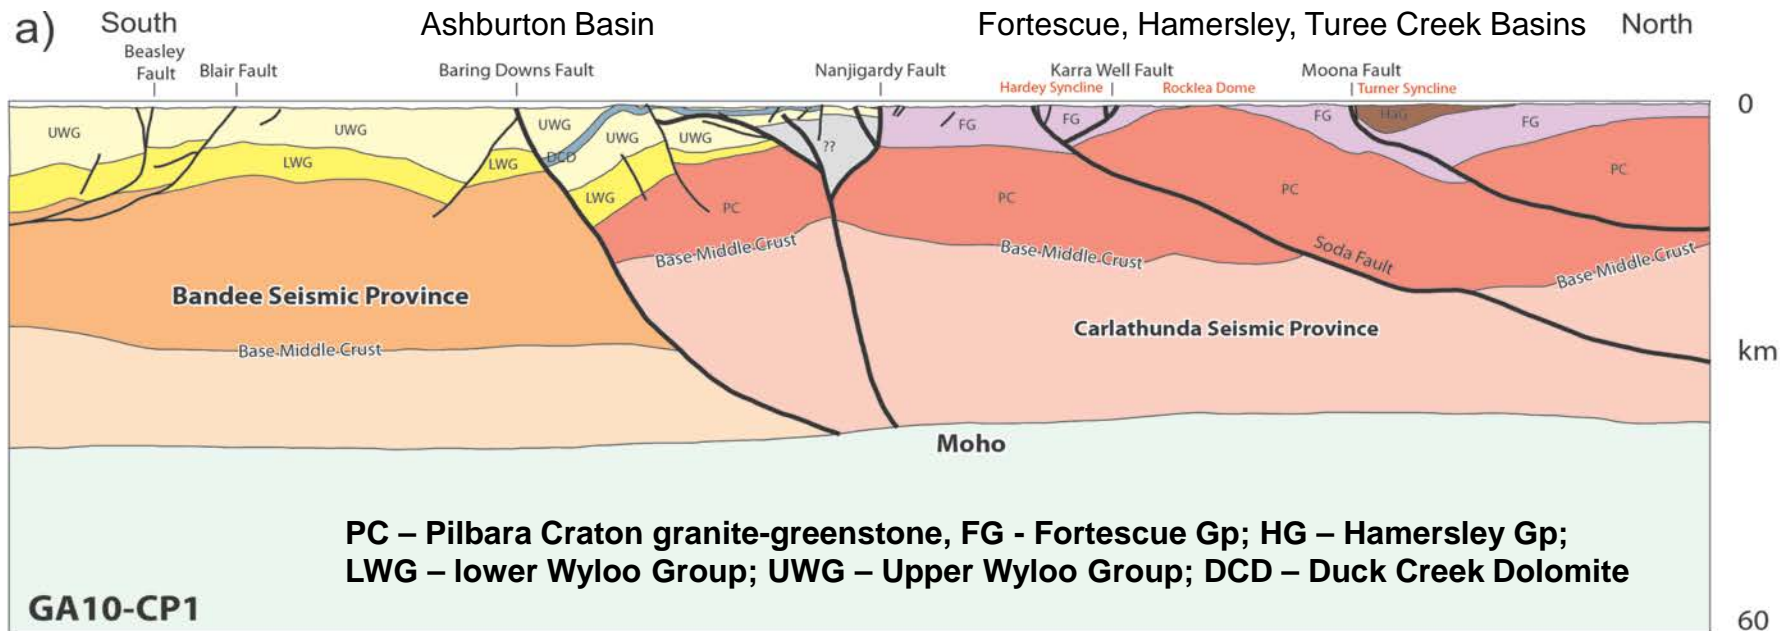 a) South Ashburton Basin Fortescue, Hamersley, Turee Creek Basins North
Beasley
Fault Blair Fault Baring Downs Fault Nanjigardy Fault Karra Well Fault Moona Fault
Hardey Syncline Rocklea Dome Turner Syncline
0
UWG UWG UWG UWG UWG ?? FG FG FG HaG FG
LWG LWG DCD LWG
PC PC PC PC
Base Middle Crust Base Middle Crust Soda Fault Base Middle Crust
Bandee Seismic Province
Carlathunda Seismic Province
Base Middle Crust
km
Moho
PC – Pilbara Craton granite-greenstone, FG - Fortescue Gp; HG – Hamersley Gp;
LWG – lower Wyloo Group; UWG – Upper Wyloo Group; DCD – Duck Creek Dolomite
GA10-CP1
60